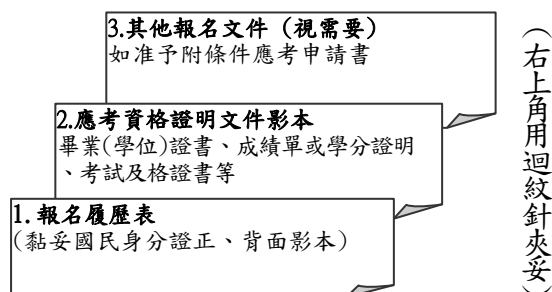 3.其他報名文件（視需要）
如准予附條件應考申請書
2.應考資格證明文件影本
畢業(學位)證書、成績單或學分證明
、考試及格證書等
1.報名履歷表
(黏妥國民身分證正、背面影本)
（右上角用迴紋針夾妥）